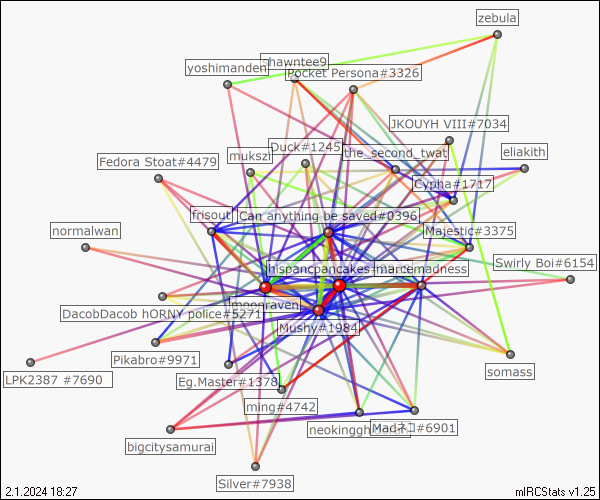 zebula
shawntee9
yoshimanden
Pocket Persona#3326
JKOUYH VIII#7034
Duck#1245
the_second_twat
eliakith
mukszi
Fedora Stoat#4479
Cypha#1717
frisout
Can anything be saved#0396
Majestic#3375
normalwan
Swirly Boi#6154
hispancpancakes
marcemadness
moonraven
DacobDacob hORNY police#5271
Mushy#1984
Pikabro#9971
somass
LPK2387 #7690
Eg.Master#1378
ming#4742
Madネコ#6901
bigcitysamurai
Silver#7938
2.1.2024 18:27
mIRCStats v1.25